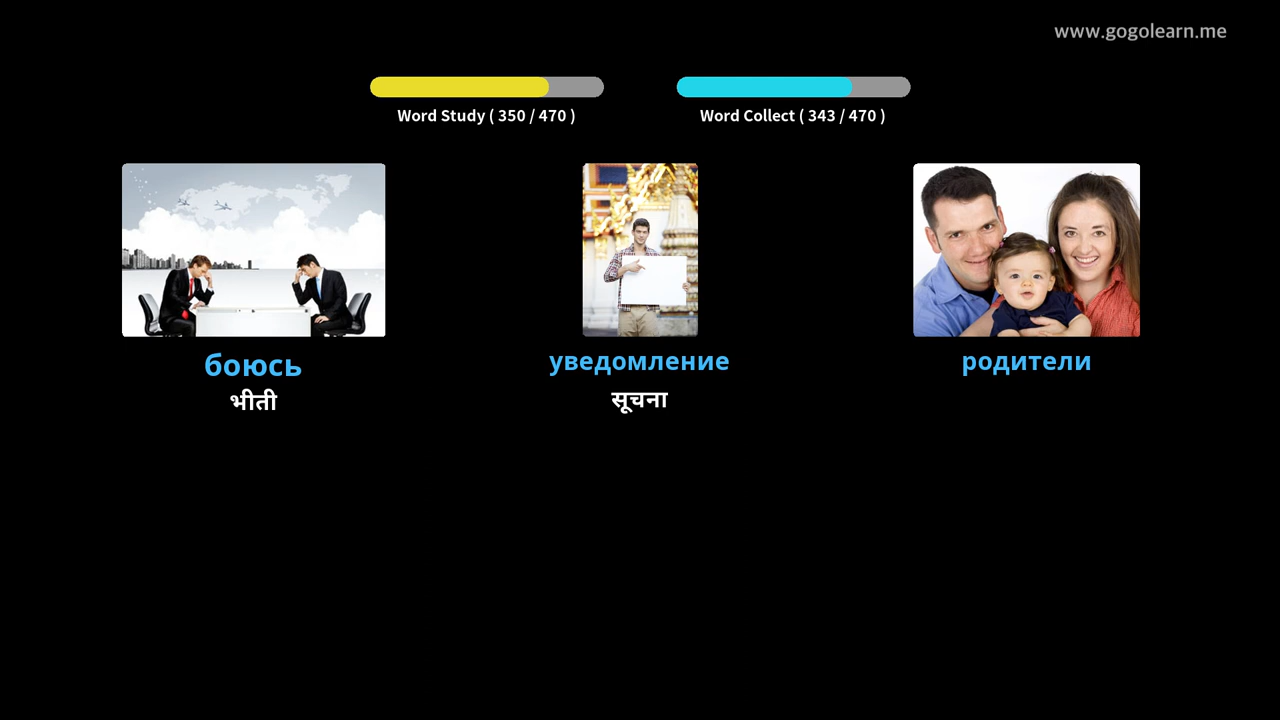 www.gogolearn.me
Word Study ( 350 / 470 )
Word Collect ( 343 / 470 )
боюсь
уведомление
родители
भीती
सूचना